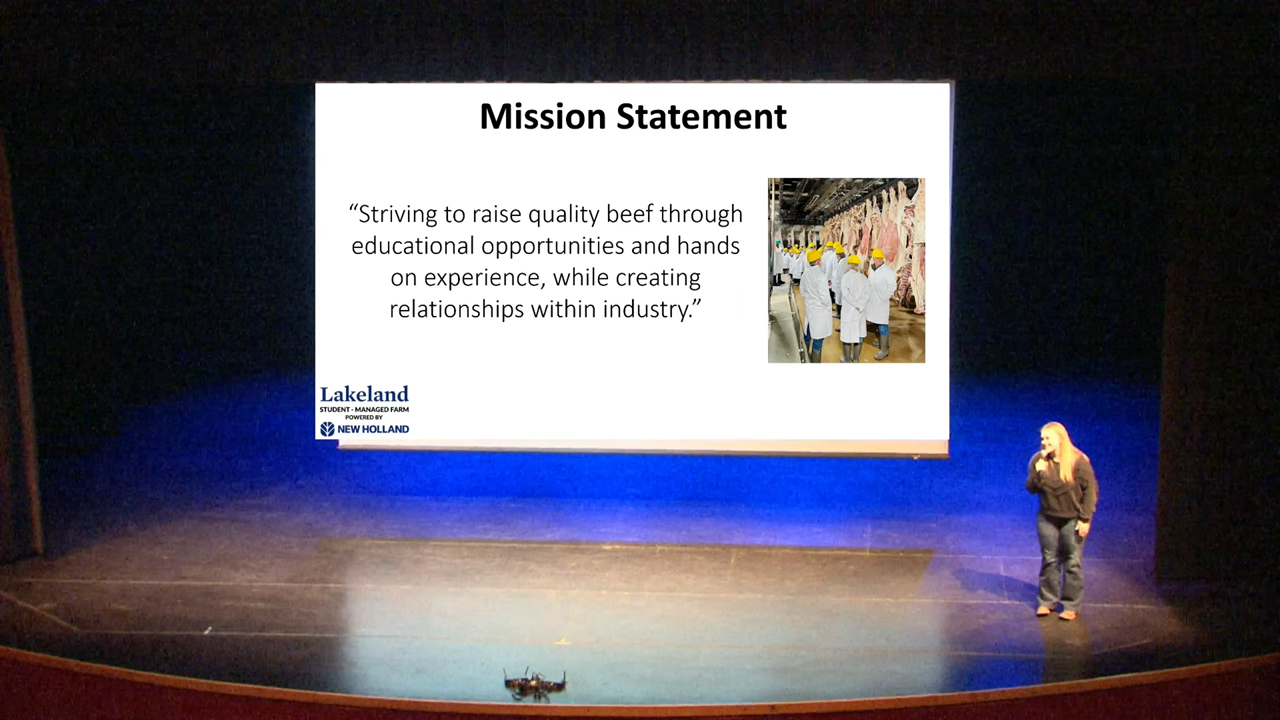 Mission Statement
“Striving to raise quality beef through
educational opportunities and hands
on experience, while creating
relationships within industry.”
Lakeland
STUDENT - MANAGED FARM
POWERED BY
NEW HOLLAND